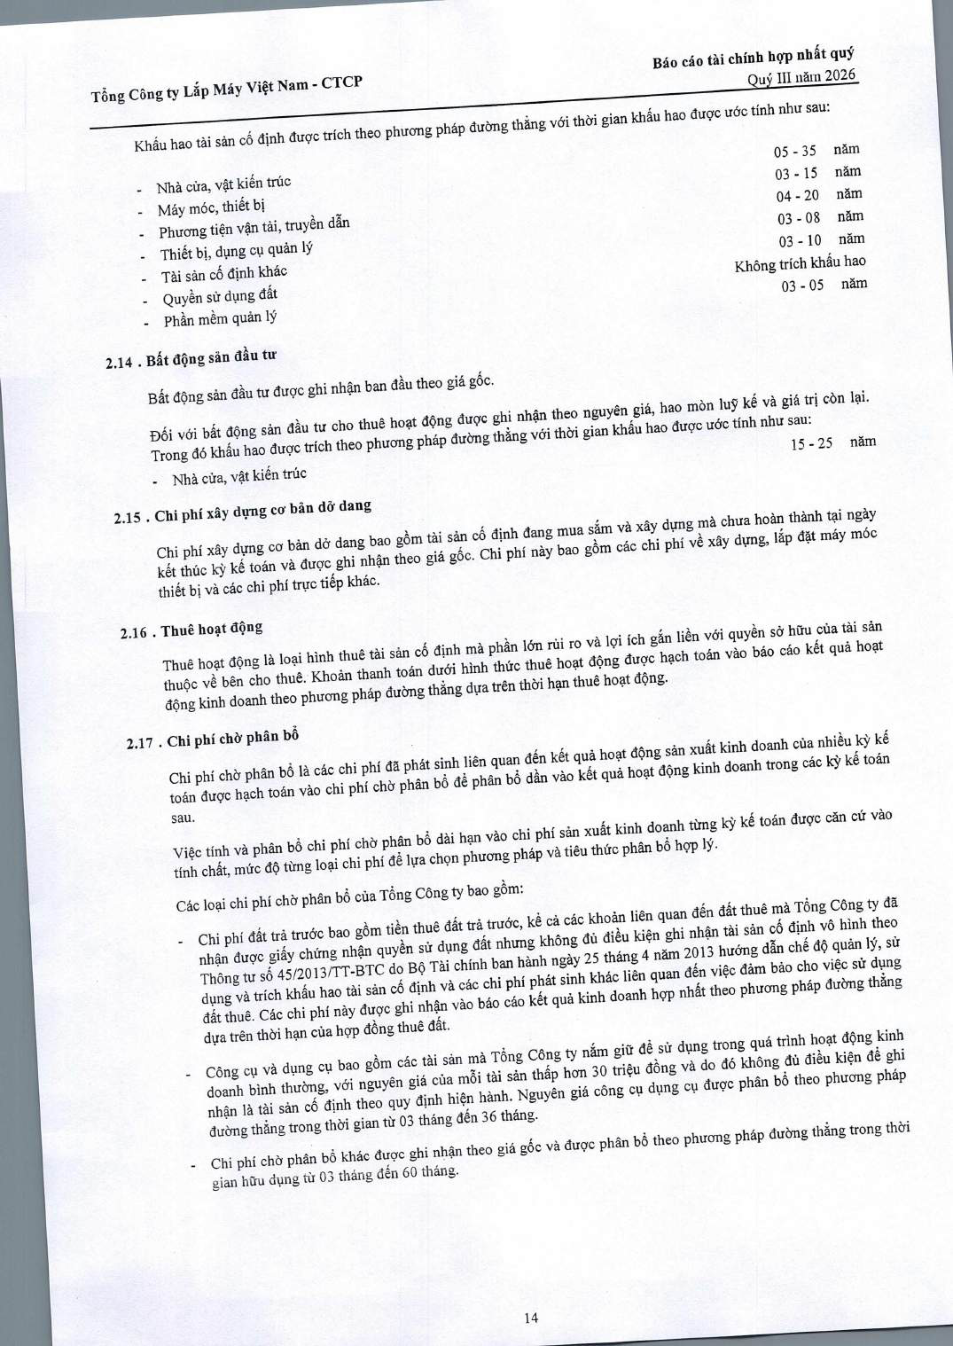 Tổng Công ty Lắp Máy Việt Nam - CTCP
Báo cáo tài chính hợp nhất quý
Quý III năm 2026
Khấu hao tài sản cố định được trích theo phương pháp đường thẳng với thời gian khấu hao được ước tính như sau:
- Nhà cửa, vật kiến trúc 05 - 35 năm
- Máy móc, thiết bị 03 - 15 năm
- Phương tiện vận tải, truyền dẫn 04 - 20 năm
- Thiết bị, dụng cụ quản lý 03 - 08 năm
- Tài sản cố định khác 03 - 10 năm
- Quyền sử dụng đất Không trích khấu hao
- Phần mềm quản lý 03 - 05 năm
2.14 . Bất động sản đầu tư
Bất động sản đầu tư được ghi nhận ban đầu theo giá gốc.
Đối với bất động sản đầu tư cho thuê hoạt động được ghi nhận theo nguyên giá, hao mòn luỹ kế và giá trị còn lại.
Trong đó khấu hao được trích theo phương pháp đường thẳng với thời gian khấu hao được ước tính như sau:
- Nhà cửa, vật kiến trúc 15 - 25 năm
2.15 . Chi phí xây dựng cơ bản dở dang
Chi phí xây dựng cơ bản dở dang bao gồm tài sản cố định đang mua sắm và xây dựng mà chưa hoàn thành tại ngày
kết thúc kỳ kế toán và được ghi nhận theo giá gốc. Chi phí này bao gồm các chi phí về xây dựng, lắp đặt máy móc
thiết bị và các chi phí trực tiếp khác.
2.16 . Thuê hoạt động
Thuê hoạt động là loại hình thuê tài sản cố định mà phần lớn rủi ro và lợi ích gắn liền với quyền sở hữu của tài sản
thuộc về bên cho thuê. Khoản thanh toán dưới hình thức thuê hoạt động được hạch toán vào báo cáo kết quả hoạt
động kinh doanh theo phương pháp đường thẳng dựa trên thời hạn thuê hoạt động.
2.17 . Chi phí chờ phân bổ
Chi phí chờ phân bổ là các chi phí đã phát sinh liên quan đến kết quả hoạt động sản xuất kinh doanh của nhiều kỳ kế
toán được hạch toán vào chi phí chờ phân bổ để phân bổ dần vào kết quả hoạt động kinh doanh trong các kỳ kế toán
sau.
Việc tính và phân bổ chi phí chờ phân bổ dài hạn vào chi phí sản xuất kinh doanh từng kỳ kế toán được căn cứ vào
tính chất, mức độ từng loại chi phí để lựa chọn phương pháp và tiêu thức phân bổ hợp lý.
Các loại chi phí chờ phân bổ của Tổng Công ty bao gồm:
- Chi phí đất trả trước bao gồm tiền thuê đất trả trước, kể cả các khoản liên quan đến đất thuê mà Tổng Công ty đã
nhận được giấy chứng nhận quyền sử dụng đất nhưng không đủ điều kiện ghi nhận tài sản cố định vô hình theo
Thông tư số 45/2013/TT-BTC do Bộ Tài chính ban hành ngày 25 tháng 4 năm 2013 hướng dẫn chế độ quản lý, sử
dụng và trích khấu hao tài sản cố định và các chi phí phát sinh khác liên quan đến việc đảm bảo cho việc sử dụng
đất thuê. Các chi phí này được ghi nhận vào báo cáo kết quả kinh doanh hợp nhất theo phương pháp đường thẳng
dựa trên thời hạn của hợp đồng thuê đất.
- Công cụ và dụng cụ bao gồm các tài sản mà Tổng Công ty nắm giữ để sử dụng trong quá trình hoạt động kinh
doanh bình thường, với nguyên giá của mỗi tài sản thấp hơn 30 triệu đồng và do đó không đủ điều kiện để ghi
nhận là tài sản cố định theo quy định hiện hành. Nguyên giá công cụ dụng cụ được phân bổ theo phương pháp
đường thẳng trong thời gian từ 03 tháng đến 36 tháng.
- Chi phí chờ phân bổ khác được ghi nhận theo giá gốc và được phân bổ theo phương pháp đường thẳng trong thời
gian hữu dụng từ 03 tháng đến 60 tháng.
14